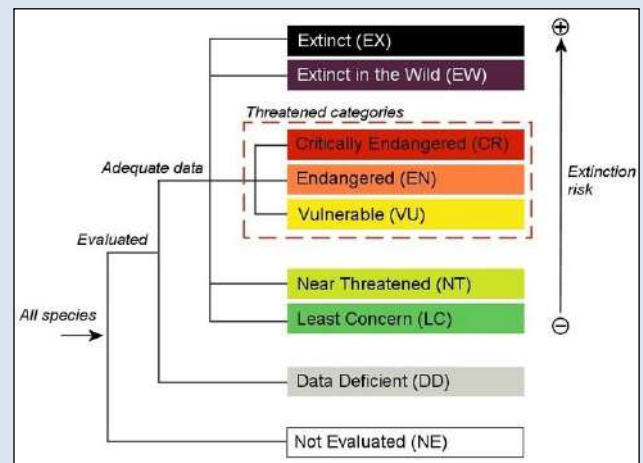 Extinct (EX)
Extinct in the Wild (EW)
Threatened categories
Critically Endangered (CR)
Adequate data
Endangered (EN)
Extinction
risk
Vulnerable (VU)
Evaluated
Near Threatened (NT)
All species
Least Concern (LC)
Data Deficient (DD)
Not Evaluated (NE)